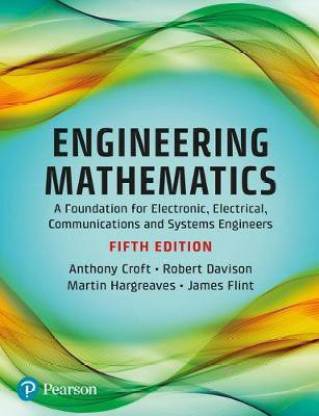 ENGINEERING
MATHEMATICS
A Foundation for Electronic, Electrical,
Communications and Systems Engineers
FIFTH EDITION
Anthony Croft • Robert Davison
Martin Hargreaves • James Flint
Pearson